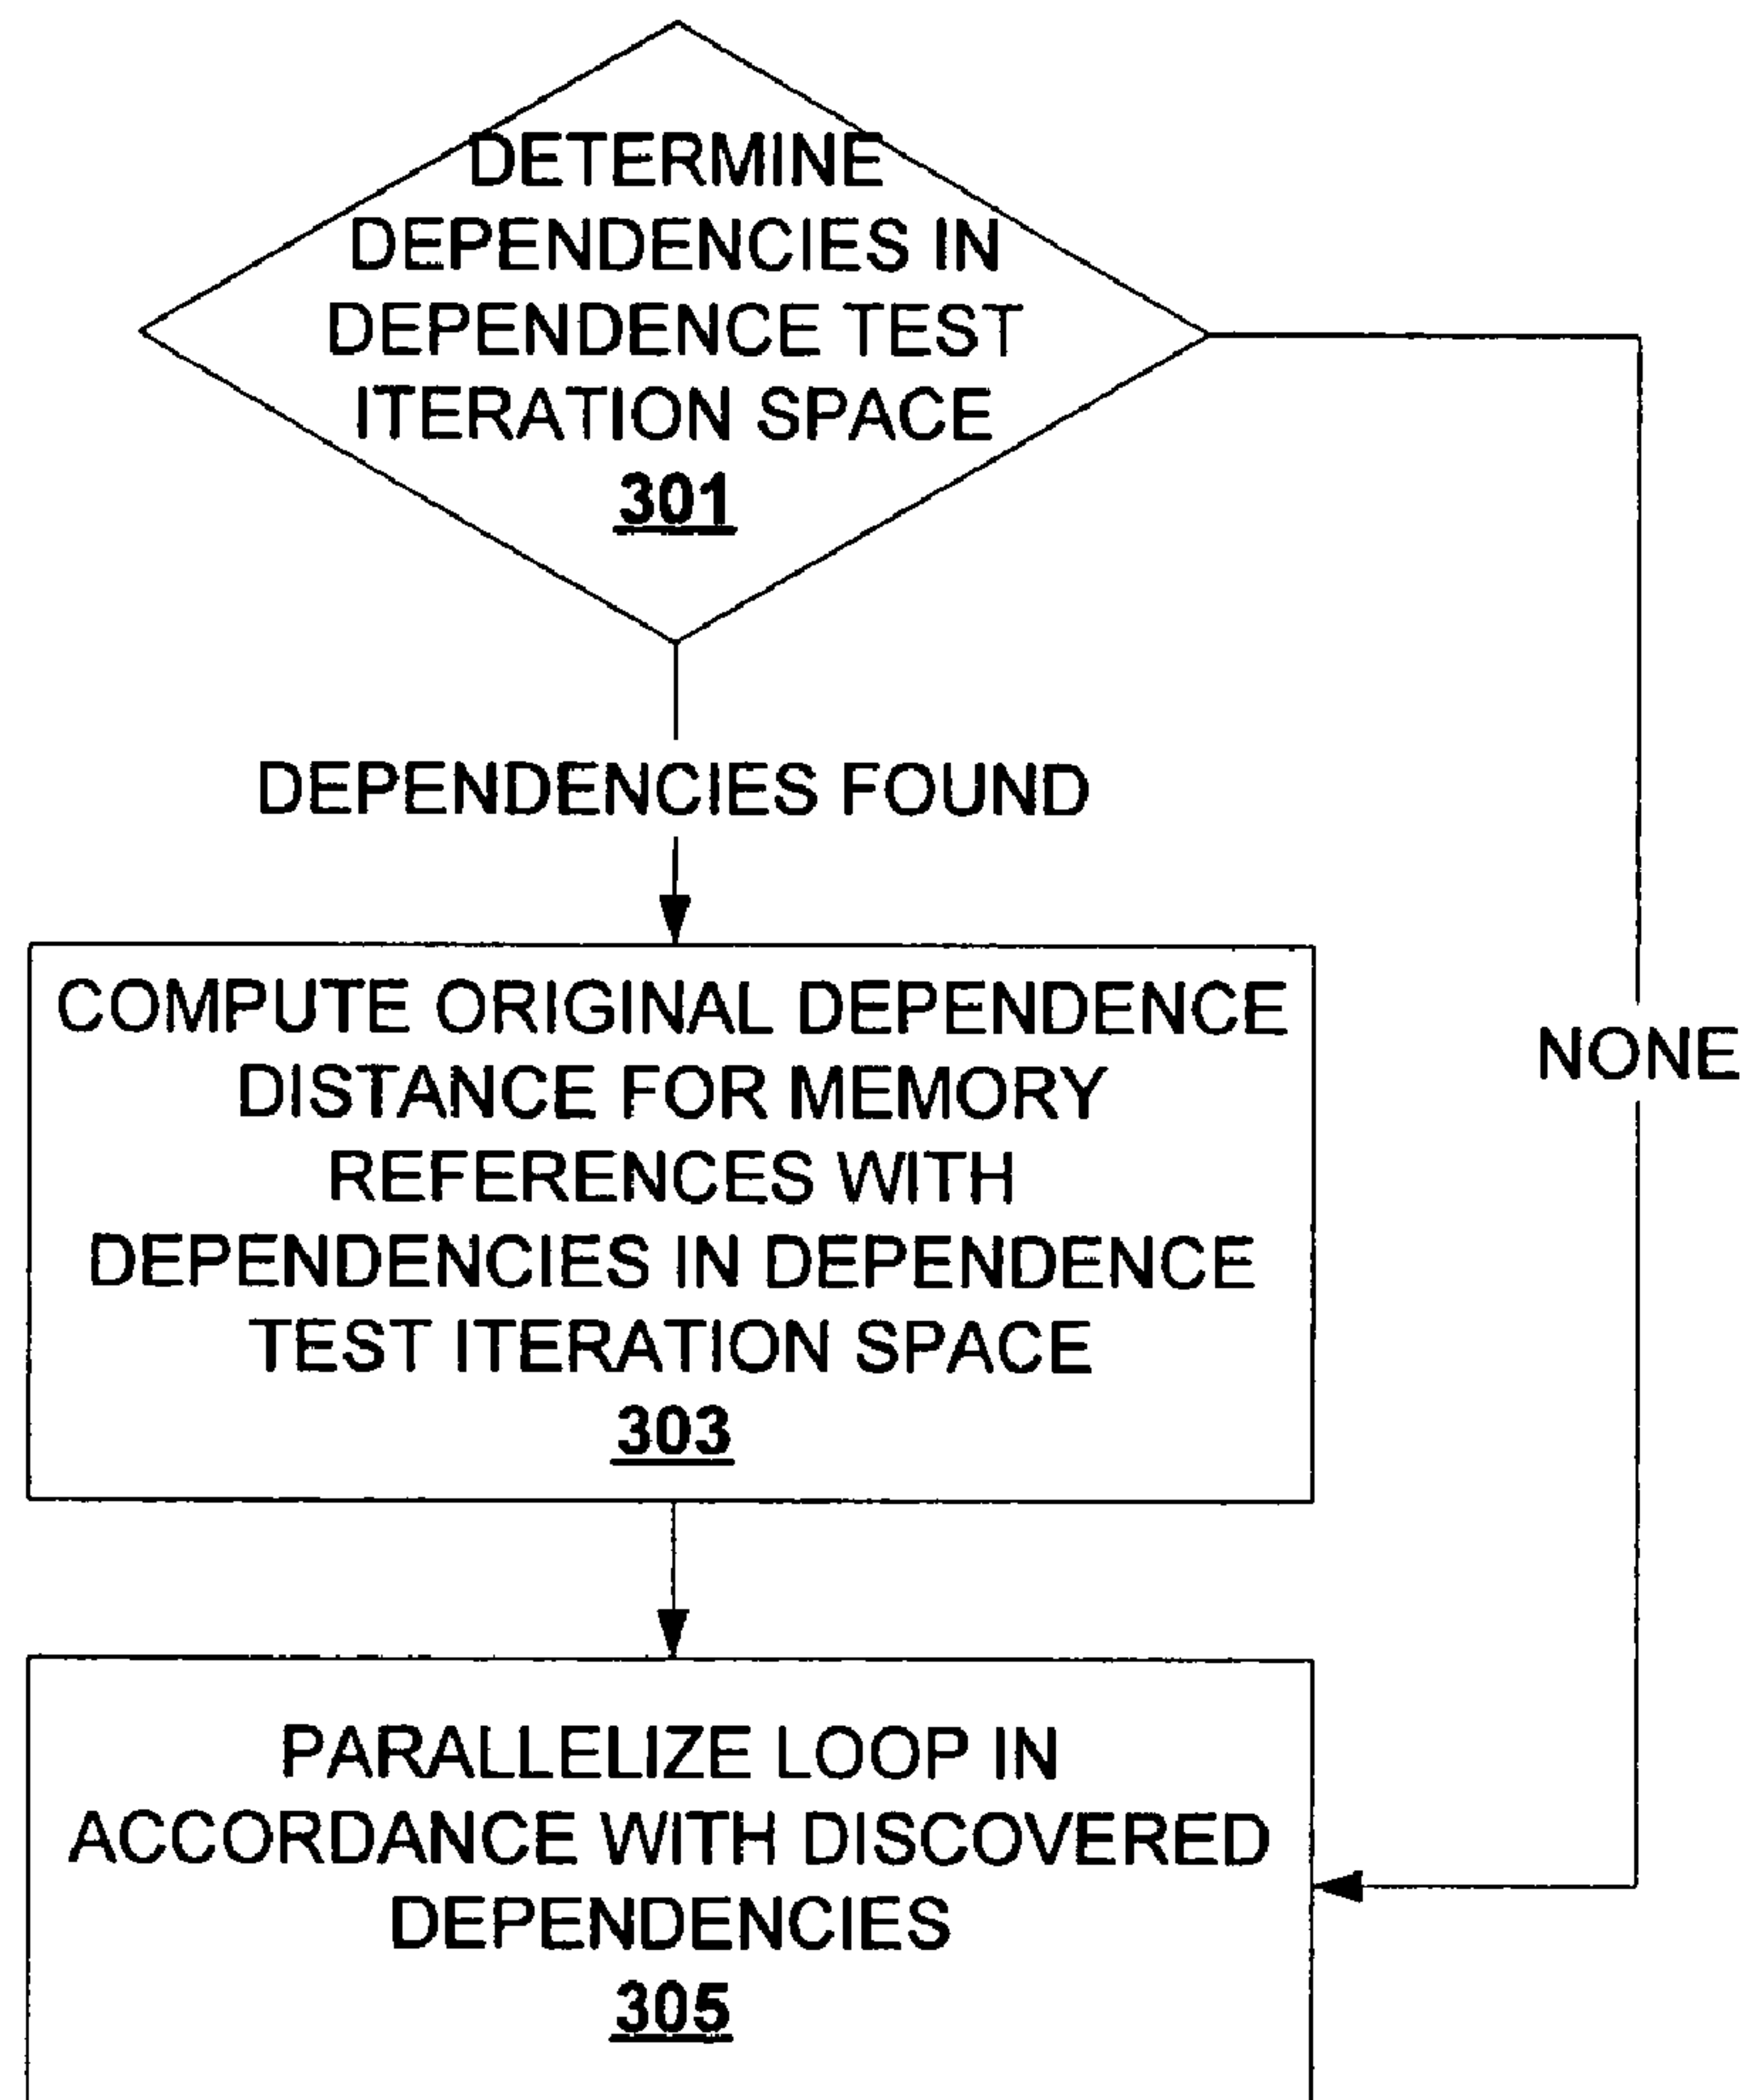 DETERMINE
DEPENDENCIES IN
DEPENDENCE TEST
ITERATION SPACE
301
DEPENDENCIES FOUND
COMPUTE ORIGINAL DEPENDENCE
DISTANCE FOR MEMORY
REFERENCES WITH
DEPENDENCIES IN DEPENDENCE
TEST ITERATION SPACE
303
NONE
PARALLELIZE LOOP IN
ACCORDANCE WITH DISCOVERED
DEPENDENCIES
305